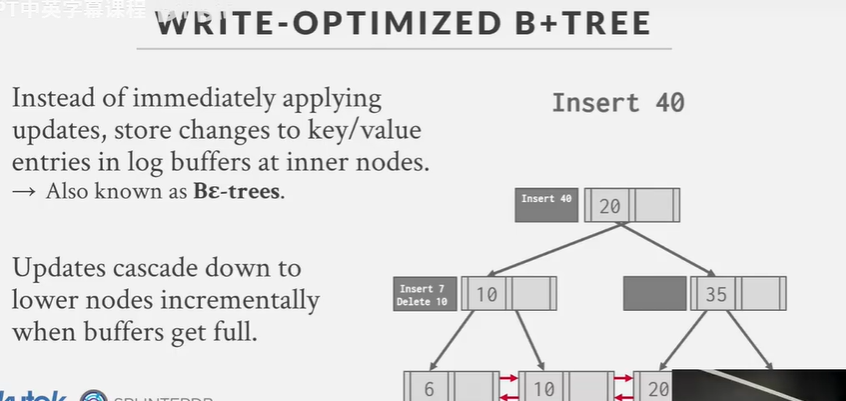 PT中英字幕课程
WRITE-OPTIMIZED B+TREE
Instead of immediately applying
updates, store changes to key/value
entries in log buffers at inner nodes.
→ Also known as Bε-trees.
Updates cascade down to
lower nodes incrementally
when buffers get full.
Insert 40
Insert 40
20
Insert 7
Delete 10
10
35
6
10
20
SPLINTERDB